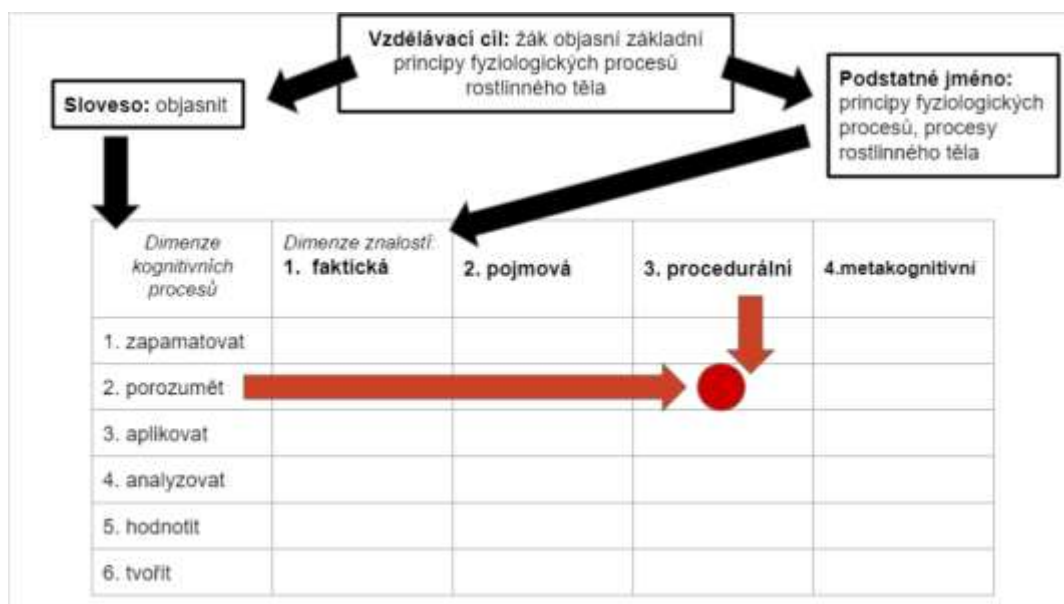 Vzdělávací cíl: žák objasní základní
principy fyziologických procesů
rostlinného těla
Sloveso: objasnit
Podstatné jméno:
principy fyziologických
procesů, procesy
rostlinného těla
Dimenze
kognitivních
procesů
Dimenze znalostí:
1. faktická
2. pojmová
3. procedurální
4.metakognitivní
1. zapamatovat
2. porozumět
3. aplikovat
4. analyzovat
5. hodnotit
6. tvořit